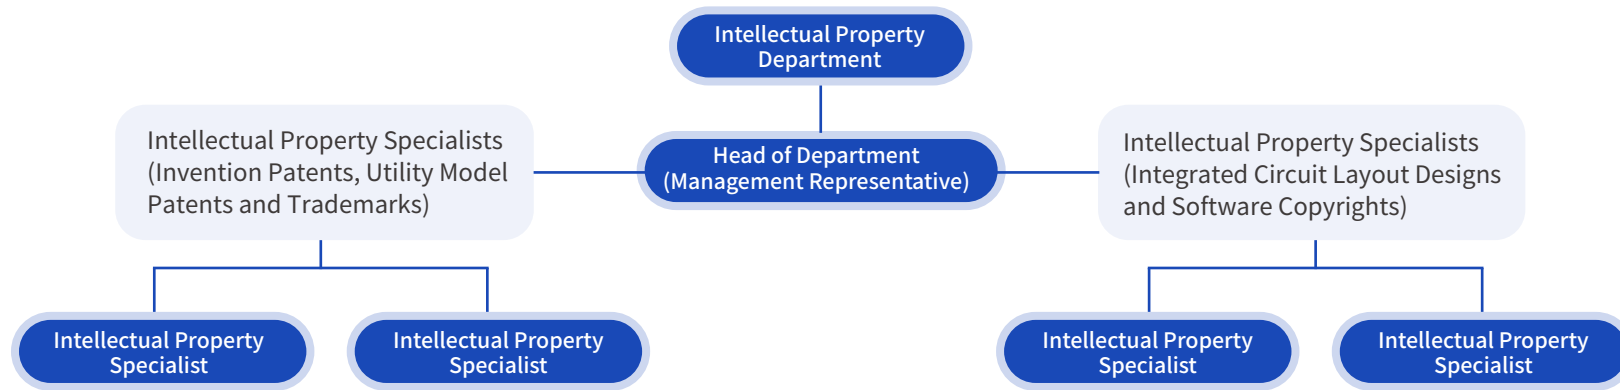 Intellectual Property
Department
Head of Department
(Management Representative)
Intellectual Property Specialists
(Invention Patents, Utility Model
Patents and Trademarks)
Intellectual Property Specialists
(Integrated Circuit Layout Designs
and Software Copyrights)
Intellectual Property
Specialist
Intellectual Property
Specialist
Intellectual Property
Specialist
Intellectual Property
Specialist